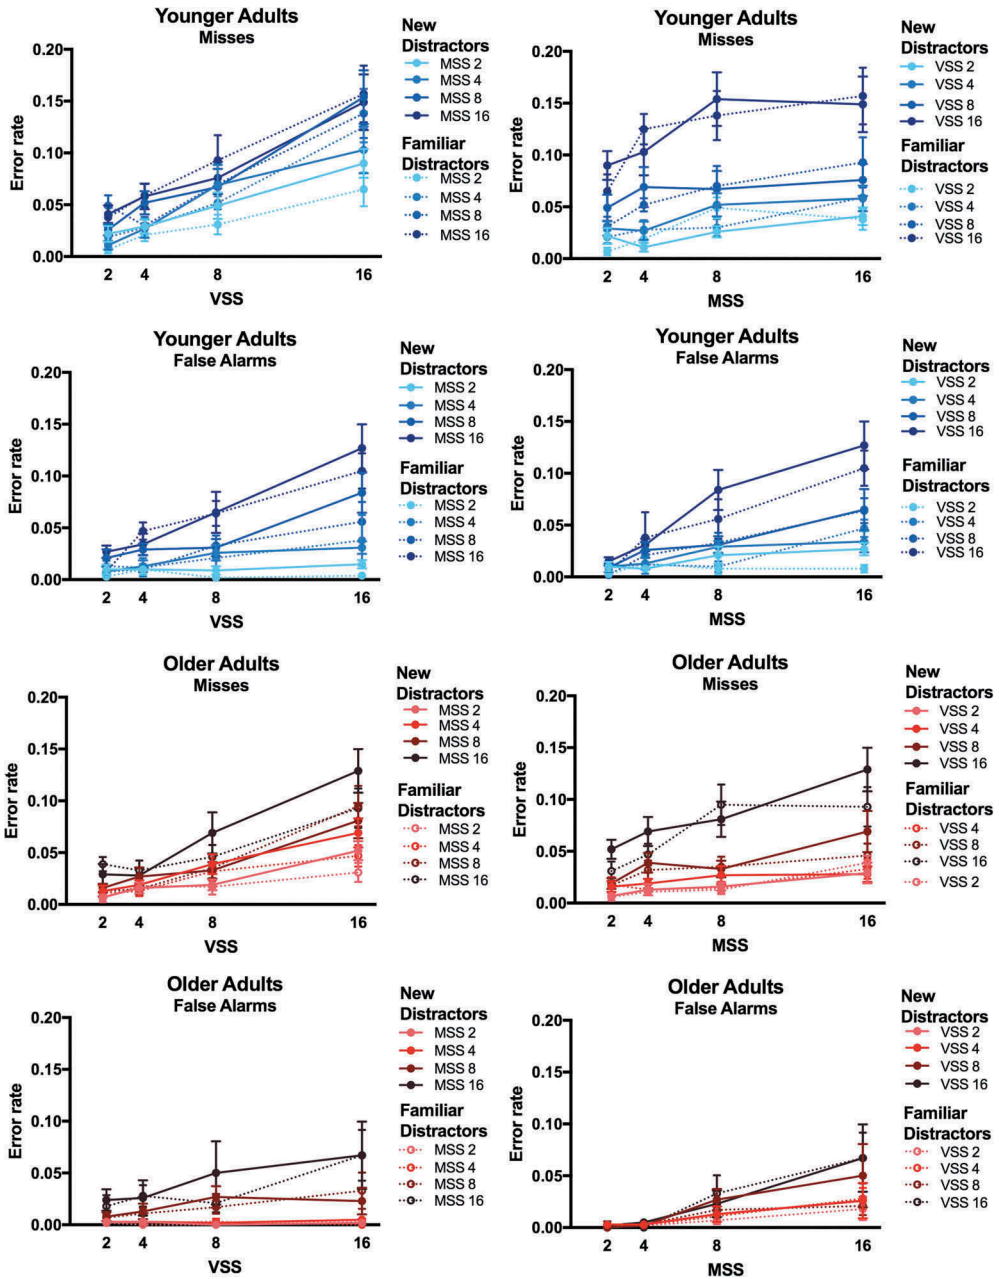 Younger Adults
Misses
New
Distractors
MSS 2
MSS 4
MSS 8
MSS 16
Familiar
Distractors
MSS 2
MSS 4
MSS 8
MSS 16
Error rate
0.20
0.15
0.10
0.05
0.00
2 4 8 16
VSS
Younger Adults
Misses
New
Distractors
VSS 2
VSS 4
VSS 8
VSS 16
Familiar
Distractors
VSS 2
VSS 4
VSS 8
VSS 16
Error rate
0.20
0.15
0.10
0.05
0.00
2 4 8 16
MSS
Younger Adults
False Alarms
New
Distractors
MSS 2
MSS 4
MSS 8
MSS 16
Familiar
Distractors
MSS 2
MSS 4
MSS 8
MSS 16
Error rate
0.20
0.15
0.10
0.05
0.00
2 4 8 16
VSS
Younger Adults
False Alarms
New
Distractors
VSS 2
VSS 4
VSS 8
VSS 16
Familiar
Distractors
VSS 2
VSS 4
VSS 8
VSS 16
Error rate
0.20
0.15
0.10
0.05
0.00
2 4 8 16
MSS
Older Adults
Misses
New
Distractors
MSS 2
MSS 4
MSS 8
MSS 16
Familiar
Distractors
MSS 2
MSS 4
MSS 8
MSS 16
Error rate
0.20
0.15
0.10
0.05
0.00
2 4 8 16
VSS
Older Adults
Misses
New
Distractors
VSS 2
VSS 4
VSS 8
VSS 16
Familiar
Distractors
VSS 4
VSS 8
VSS 16
VSS 2
Error rate
0.20
0.15
0.10
0.05
0.00
2 4 8 16
MSS
Older Adults
False Alarms
New
Distractors
MSS 2
MSS 4
MSS 8
MSS 16
Familiar
Distractors
MSS 2
MSS 4
MSS 8
MSS 16
Error rate
0.20
0.15
0.10
0.05
0.00
2 4 8 16
VSS
Older Adults
False Alarms
New
Distractors
VSS 2
VSS 4
VSS 8
VSS 16
Familiar
Distractors
VSS 2
VSS 4
VSS 8
VSS 16
Error rate
0.20
0.15
0.10
0.05
0.00
2 4 8 16
MSS